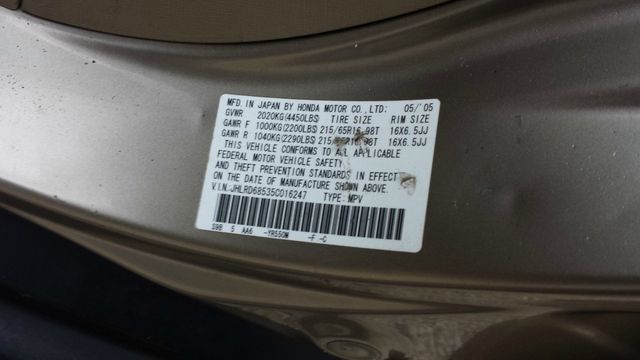 MFD. IN JAPAN BY HONDA MOTOR CO.,LTD: 05/'05
GVWR 2020KG(4450LBS) TIRE SIZE RIM SIZE
GAWR F 1000KG(2200LBS) 215/65R16 98T 16X6.5JJ
GAWR R 1040KG(2290LBS) 16X6.5JJ
THIS VEHICLE CONFORMS TO ALL APPLICABLE
FEDERAL MOTOR VEHICLE SAFETY
AND THEFT PREVENTION STANDARDS IN EFFECT
ON THE DATE OF MANUFACTURE SHOWN ABOVE.
V.I.N.:JHLRD68535C016247 TYPE: MPV
S9B 5 AA6 -YR550M -F -C